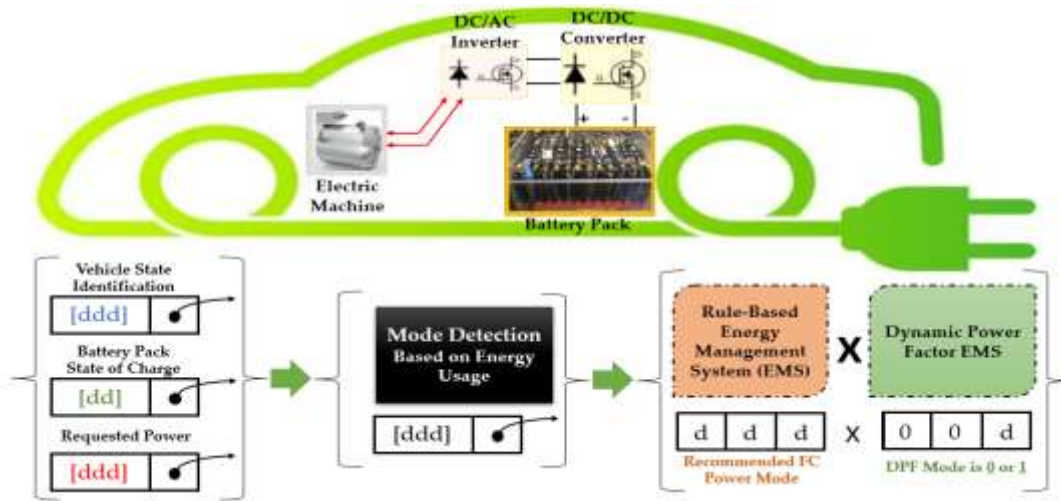 DC/AC
Inverter
DC/DC
Converter
Electric
Machine
+ -
Battery Pack
Vehicle State
Identification
[ddd]
Battery Pack
State of Charge
[dd]
Requested Power
[ddd]
Mode Detection
Based on Energy
Usage
[ddd]
Rule-Based
Energy
Management
System (EMS)
X
Dynamic Power
Factor EMS
d d d
X
0 0 d
Recommended FC
Power Mode
DPF Mode is 0 or 1